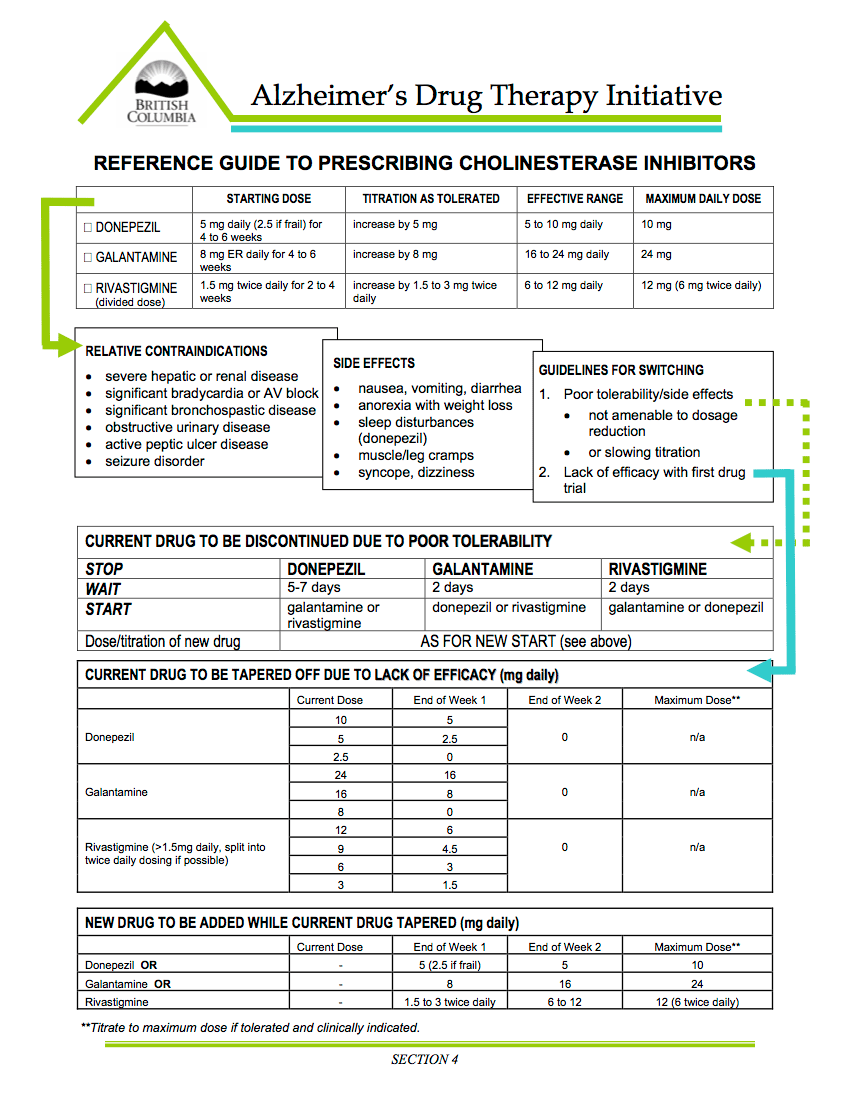 BRITISH
COLUMBIA
Alzheimer's Drug Therapy Initiative
REFERENCE GUIDE TO PRESCRIBING CHOLINESTERASE INHIBITORS
STARTING DOSE TITRATION AS TOLERATED EFFECTIVE RANGE MAXIMUM DAILY DOSE
□ DONEPEZIL 5 mg daily (2.5 if frail) for increase by 5 mg 5 to 10 mg daily 10 mg
4 to 6 weeks
□ GALANTAMINE 8 mg ER daily for 4 to 6 increase by 8 mg 16 to 24 mg daily 24 mg
weeks
□ RIVASTIGMINE 1.5 mg twice daily for 2 to 4 increase by 1.5 to 3 mg twice 6 to 12 mg daily 12 mg (6 mg twice daily)
(divided dose) weeks daily
RELATIVE CONTRAINDICATIONS
• severe hepatic or renal disease
• significant bradycardia or AV block
• significant bronchospastic disease
• obstructive urinary disease
• active peptic ulcer disease
• seizure disorder
SIDE EFFECTS
• nausea, vomiting, diarrhea
• anorexia with weight loss
• sleep disturbances
(donepezil)
• muscle/leg cramps
• syncope, dizziness
GUIDELINES FOR SWITCHING
1. Poor tolerability/side effects
• not amenable to dosage
reduction
• or slowing titration
2. Lack of efficacy with first drug
trial
CURRENT DRUG TO BE DISCONTINUED DUE TO POOR TOLERABILITY
STOP DONEPEZIL GALANTAMINE RIVASTIGMINE
WAIT 5-7 days 2 days 2 days
START galantamine or donepezil or rivastigmine galantamine or donepezil
rivastigmine
Dose/titration of new drug AS FOR NEW START (see above)
CURRENT DRUG TO BE TAPERED OFF DUE TO LACK OF EFFICACY (mg daily)
Current Dose End of Week 1 End of Week 2 Maximum Dose**
10 5
Donepezil 5 2.5 0 n/a
2.5 0
24 16
Galantamine 16 8 0 n/a
8 0
12 6
Rivastigmine (>1.5mg daily, split into 9 4.5 0 n/a
twice daily dosing if possible)
6 3
3 1.5
NEW DRUG TO BE ADDED WHILE CURRENT DRUG TAPERED (mg daily)
Current Dose End of Week 1 End of Week 2 Maximum Dose**
Donepezil OR - 5 (2.5 if frail) 5 10
Galantamine OR - 8 16 24
Rivastigmine - 1.5 to 3 twice daily 6 to 12 12 (6 twice daily)
**Titrate to maximum dose if tolerated and clinically indicated.
SECTION 4